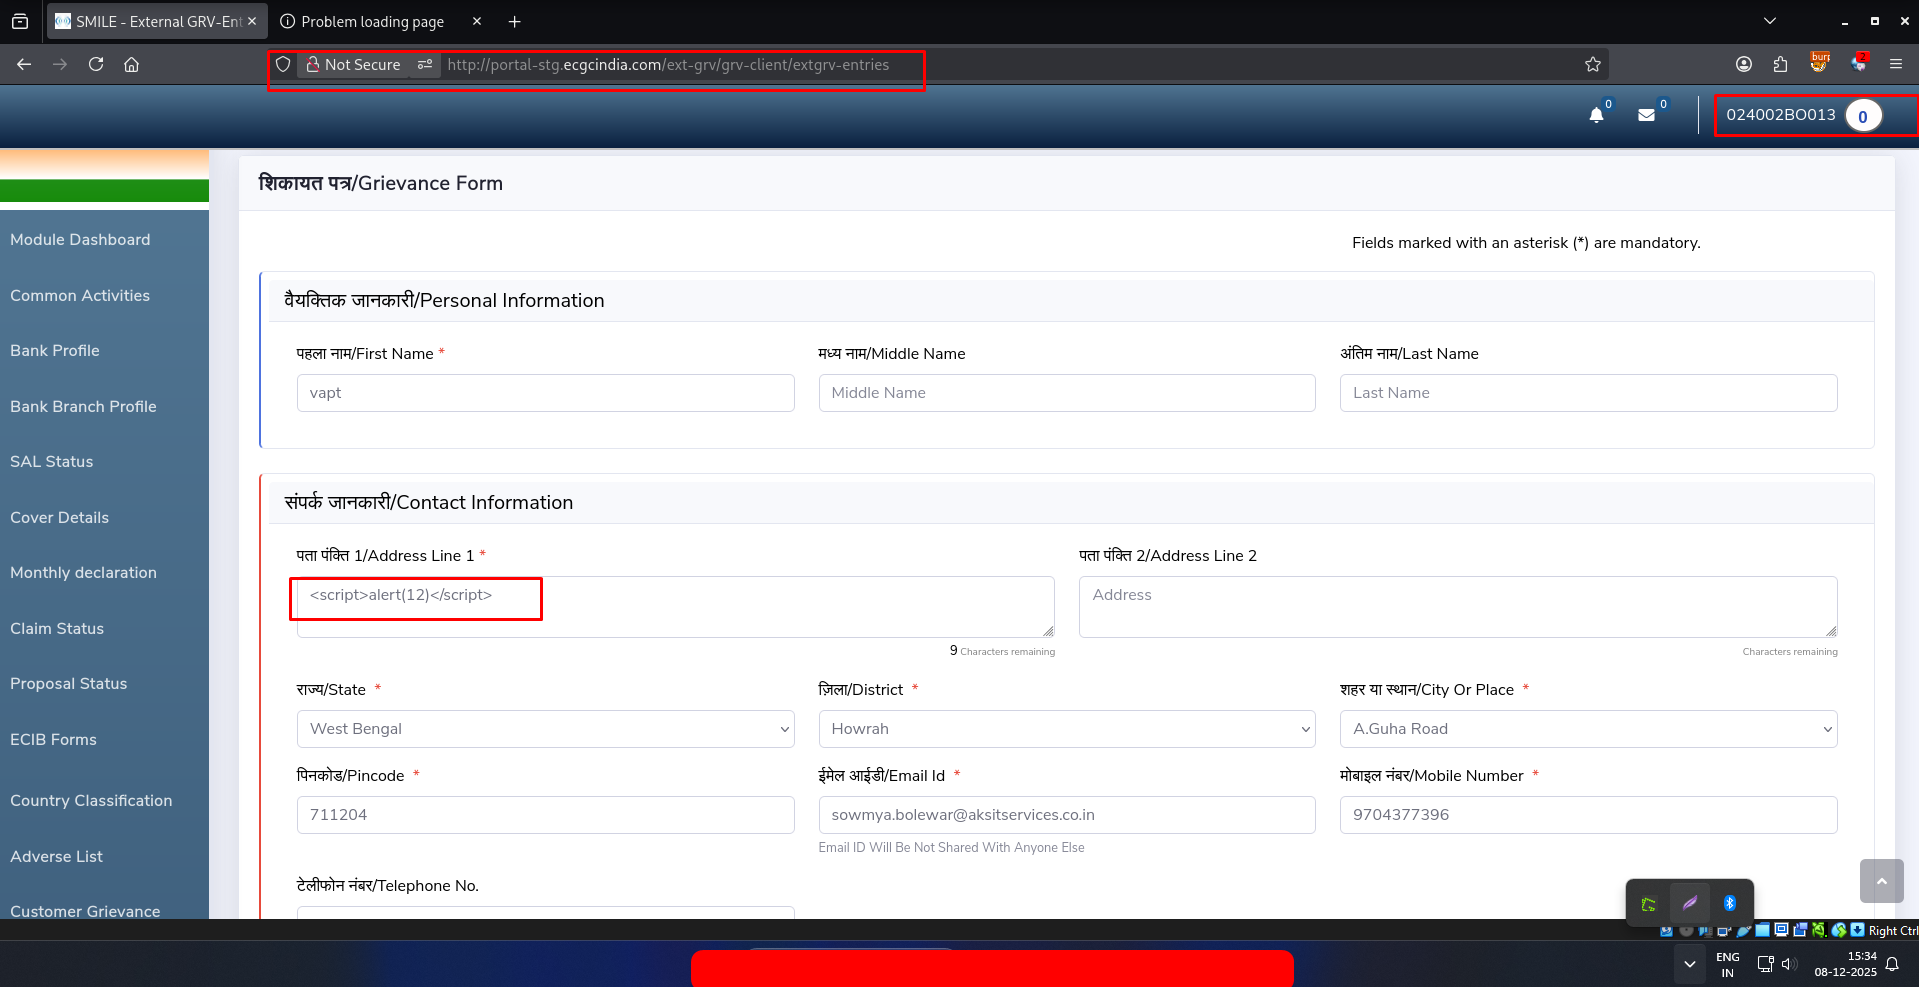 SMILE - External GRV-Ent
Problem loading page
Not Secure
http://portal-stg.ecgcindia.com/ext-grv/grv-client/extgrv-entries
0
0
024002BO013
0
शिकायत पत्र/Grievance Form
Fields marked with an asterisk (*) are mandatory.
Module Dashboard
Common Activities
Bank Profile
Bank Branch Profile
SAL Status
Cover Details
Monthly declaration
Claim Status
Proposal Status
ECIB Forms
Country Classification
Adverse List
Customer Grievance
वैयक्तिक जानकारी/Personal Information
पहला नाम/First Name *
मध्य नाम/Middle Name
अंतिम नाम/Last Name
vapt
Middle Name
Last Name
संपर्क जानकारी/Contact Information
पता पंक्ति 1/Address Line 1 *
पता पंक्ति 2/Address Line 2
<script>alert(12)</script>
Address
9 Characters remaining
Characters remaining
राज्य/State *
ज़िला/District *
शहर या स्थान/City Or Place *
West Bengal
Howrah
A.Guha Road
पिनकोड/Pincode *
ईमेल आईडी/Email Id *
मोबाइल नंबर/Mobile Number *
711204
sowmya.bolewar@aksitservices.co.in
9704377396
Email ID Will Be Not Shared With Anyone Else
टेलीफोन नंबर/Telephone No.
Right Ctrl
ENG
IN
15:34
08-12-2025